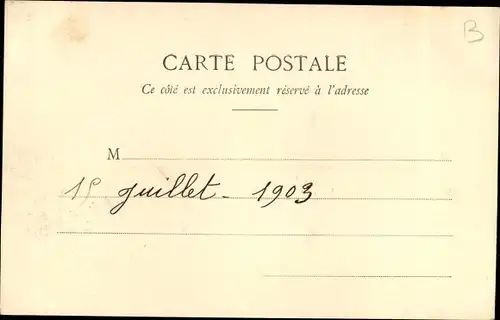 B
CARTE POSTALE
Ce côté est exclusivement réservé à l'adresse
M
juillet - 1903